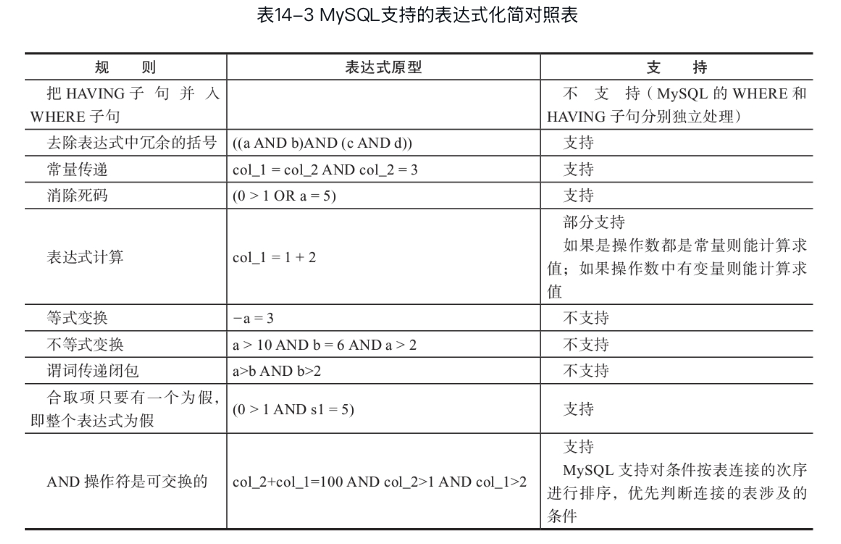 表14-3 MySQL支持的表达式化简对照表
规 则 表达式原型 支 持
把 HAVING 子 句 并 入
WHERE 子句
不 支 持（MySQL 的 WHERE 和
HAVING 子句分别独立处理）
去除表达式中冗余的括号 ((a AND b)AND (c AND d)) 支持
常量传递 col_1 = col_2 AND col_2 = 3 支持
消除死码 (0 > 1 OR a = 5) 支持
表达式计算 col_1 = 1 + 2
部分支持
如果是操作数都是常量则能计算求
值；如果操作数中有变量则能计算求
值
等式变换 −a = 3 不支持
不等式变换 a > 10 AND b = 6 AND a > 2 不支持
谓词传递闭包 a>b AND b>2 不支持
合取项只要有一个为假，
即整个表达式为假
(0 > 1 AND s1 = 5) 支持
AND 操作符是可交换的 col_2+col_1=100 AND col_2>1 AND col_1>2
支持
MySQL 支持对条件按表连接的次序
进行排序，优先判断连接的表涉及的
条件